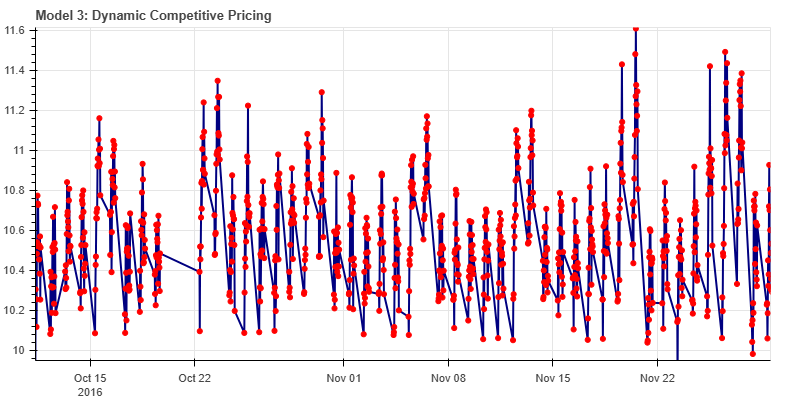 Model 3: Dynamic Competitive Pricing
11.6
11.4
11.2
11
10.8
10.6
10.4
10.2
10
Oct 15
2016
Oct 22
Nov 01
Nov 08
Nov 15
Nov 22